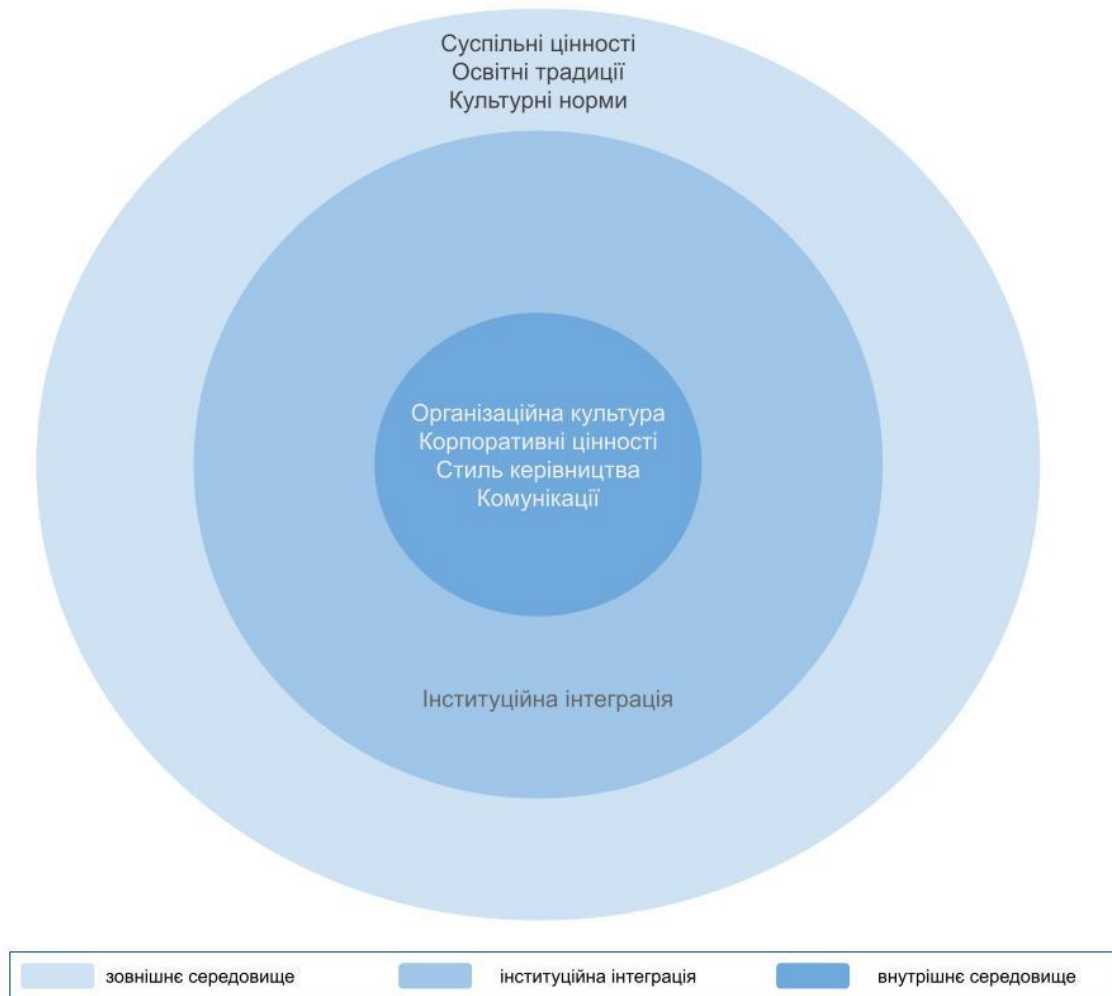 Суспільні цінності
Освітні традиції
Культурні норми
Організаційна культура
Корпоративні цінності
Стиль керівництва
Комунікації
Інституційна інтеграція
зовнішнє середовище
інституційна інтеграція
внутрішнє середовище